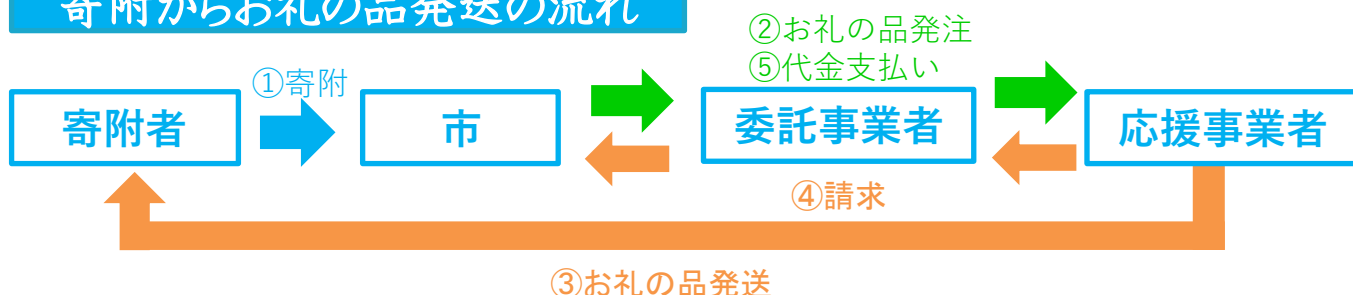 寄附からお礼の品発送の流れ
②お礼の品発注
⑤代金支払い
①寄附
寄附者
市
委託事業者
応援事業者
④請求
③お礼の品発送